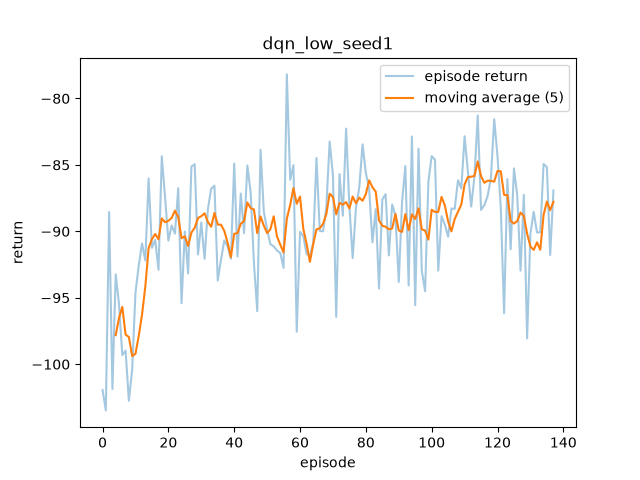 dqn_low_seed1
episode return
moving average (5)
return
−80
−85
−90
−95
−100
0
20
40
60
80
100
120
140
episode